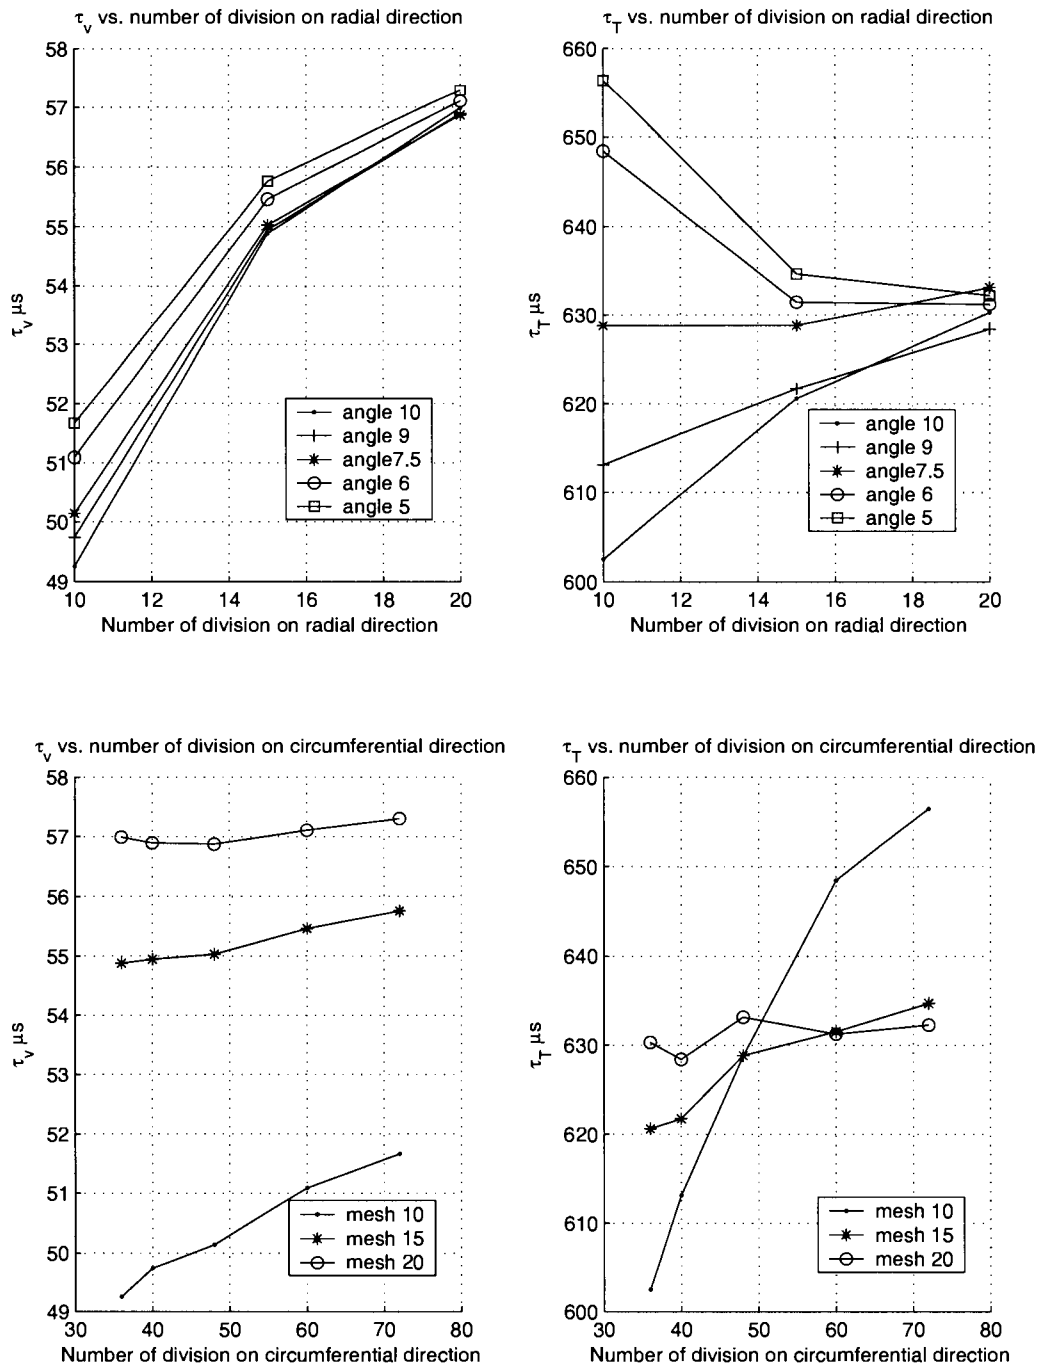 τv vs. number of division on radial direction
58
57
56
55
54
53
52
51
50
49
τv μs
angle 10
angle 9
angle7.5
angle 6
angle 5
10 12 14 16 18 20
Number of division on radial direction
τT vs. number of division on radial direction
660
650
640
630
620
610
600
τT μs
angle 10
angle 9
angle7.5
angle 6
angle 5
10 12 14 16 18 20
Number of division on radial direction
τv vs. number of division on circumferential direction
58
57
56
55
54
53
52
51
50
49
τv μs
mesh 10
mesh 15
mesh 20
30 40 50 60 70 80
Number of division on circumferential direction
τT vs. number of division on circumferential direction
660
650
640
630
620
610
600
τT μs
mesh 10
mesh 15
mesh 20
30 40 50 60 70 80
Number of division on circumferential direction